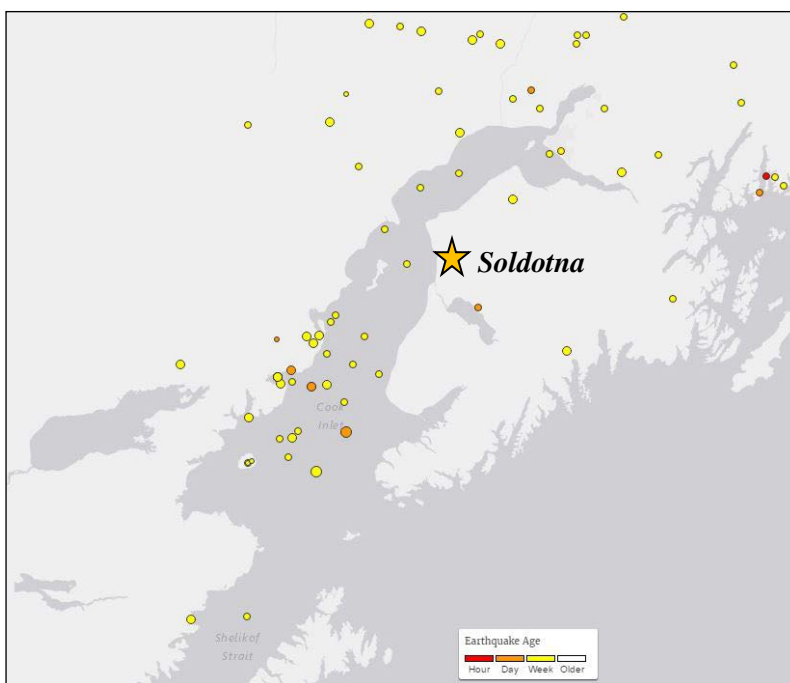 Soldotna
Cook
Inlet
Shelikof
Strait
Earthquake Age
Hour Day Week Older